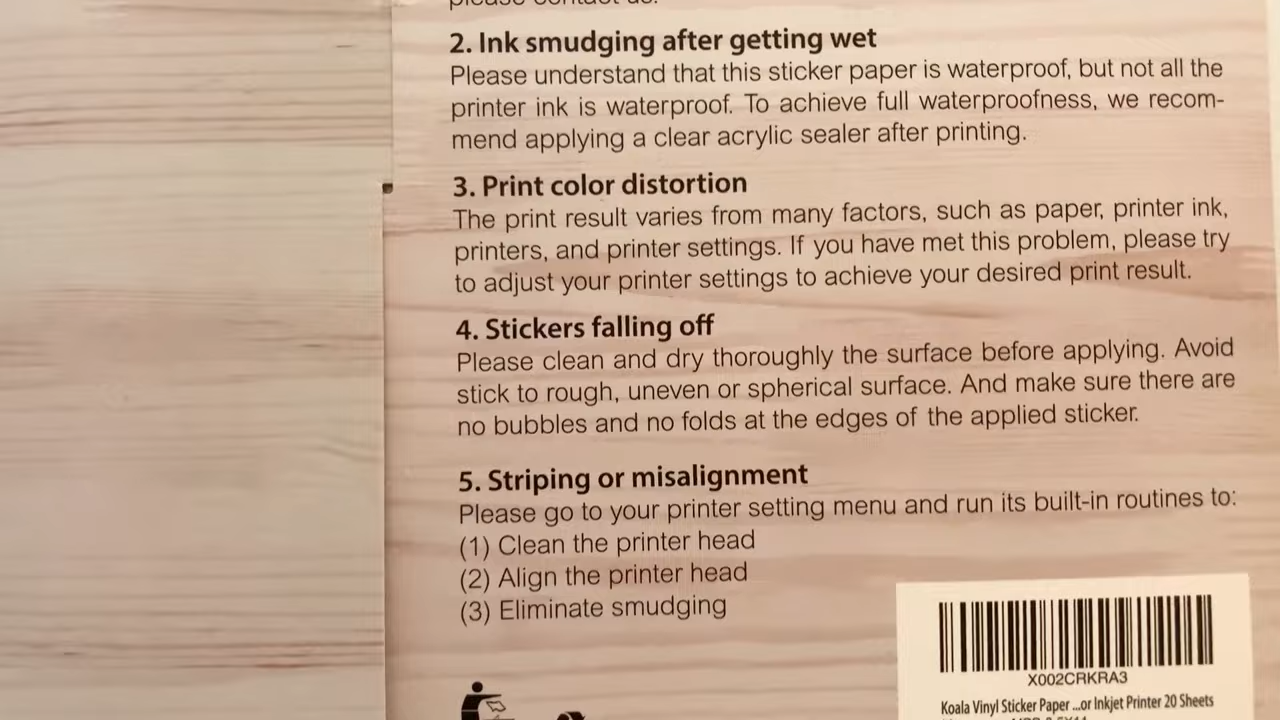 please contact us.
2. Ink smudging after getting wet
Please understand that this sticker paper is waterproof, but not all the
printer ink is waterproof. To achieve full waterproofness, we recom-
mend applying a clear acrylic sealer after printing.
3. Print color distortion
The print result varies from many factors, such as paper, printer ink,
printers, and printer settings. If you have met this problem, please try
to adjust your printer settings to achieve your desired print result.
4. Stickers falling off
Please clean and dry thoroughly the surface before applying. Avoid
stick to rough, uneven or spherical surface. And make sure there are
no bubbles and no folds at the edges of the applied sticker.
5. Striping or misalignment
Please go to your printer setting menu and run its built-in routines to:
(1) Clean the printer head
(2) Align the printer head
(3) Eliminate smudging
X002CRKRA3
Koala Vinyl Sticker Paper ...or Inkjet Printer 20 Sheets